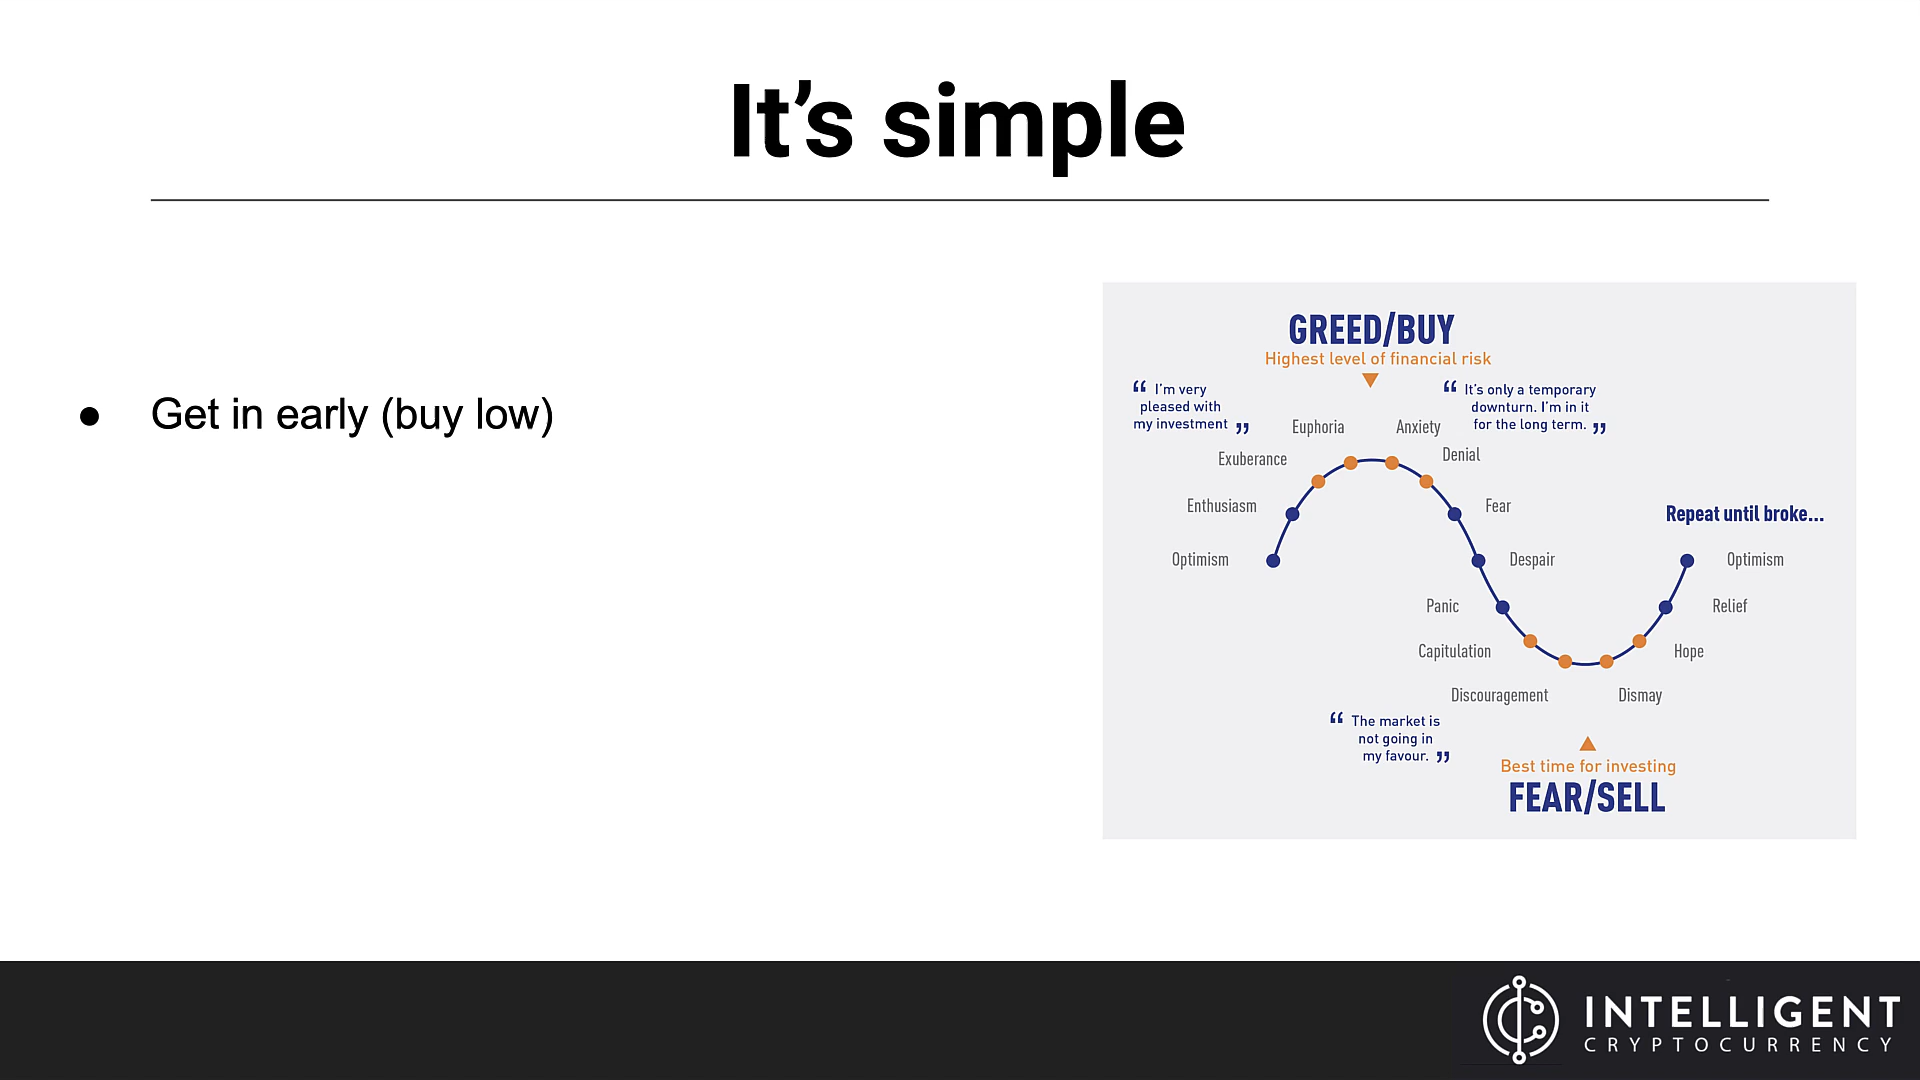 It’s simple
● Get in early (buy low)
GREED/BUY
Highest level of financial risk
“ I’m very
pleased with
my investment ”
“ It’s only a temporary
downturn. I’m in it
for the long term. ”
Euphoria
Anxiety
Exuberance
Denial
Enthusiasm
Fear
Repeat until broke...
Optimism
Despair
Optimism
Panic
Relief
Capitulation
Hope
Discouragement
Dismay
“ The market is
not going in
my favour. ”
Best time for investing
FEAR/SELL
INTELLIGENT
CRYPTOCURRENCY